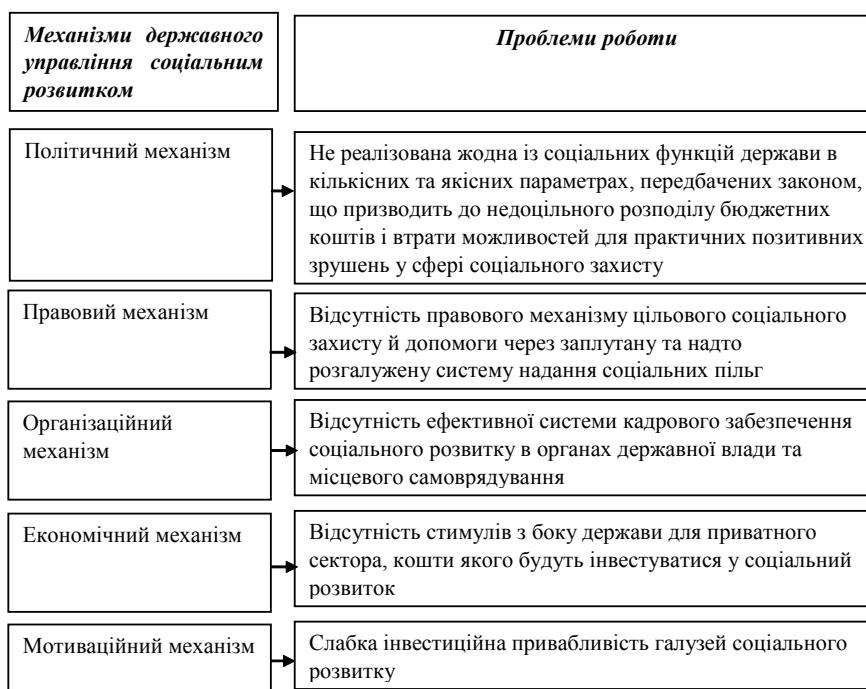 Механізми державного
управління соціальним
розвитком
Проблеми роботи
Політичний механізм
Не реалізована жодна із соціальних функцій держави в
кількісних та якісних параметрах, передбачених законом,
що призводить до недоцільного розподілу бюджетних
коштів і втрати можливостей для практичних позитивних
зрушень у сфері соціального захисту
Правовий механізм
Відсутність правового механізму цільового соціального
захисту й допомоги через заплутану та надто
розгалужену систему надання соціальних пільг
Організаційний
механізм
Відсутність ефективної системи кадрового забезпечення
соціального розвитку в органах державної влади та
місцевого самоврядування
Економічний механізм
Відсутність стимулів з боку держави для приватного
сектора, кошти якого будуть інвестуватися у соціальний
розвиток
Мотиваційний механізм
Слабка інвестиційна привабливість галузей соціального
розвитку